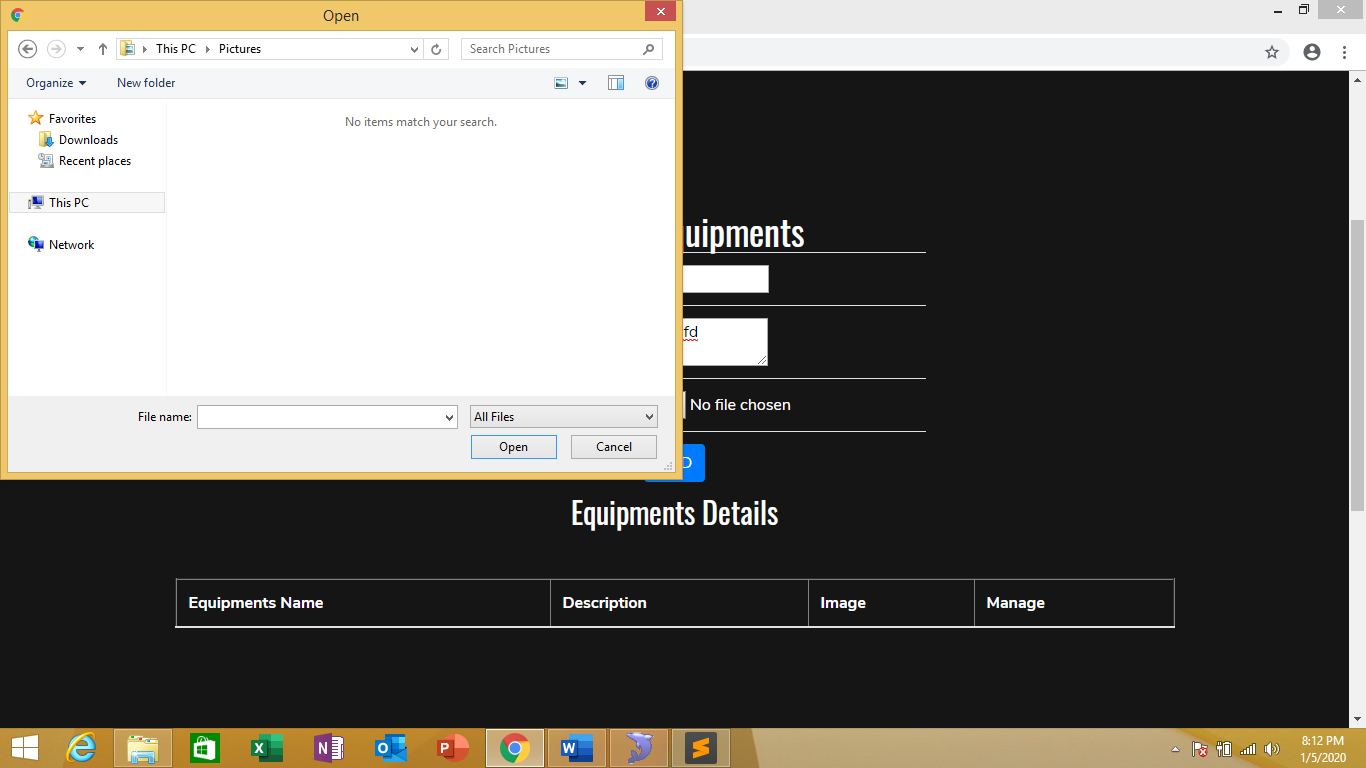 Open
This PC
Pictures
Search Pictures
Organize
New folder
Favorites
Downloads
Recent places
This PC
Network
No items match your search.
File name:
All Files
Open
Cancel
uipments
fd
No file chosen
D
Equipments Details
Equipments Name
Description
Image
Manage
8:12 PM
1/5/2020